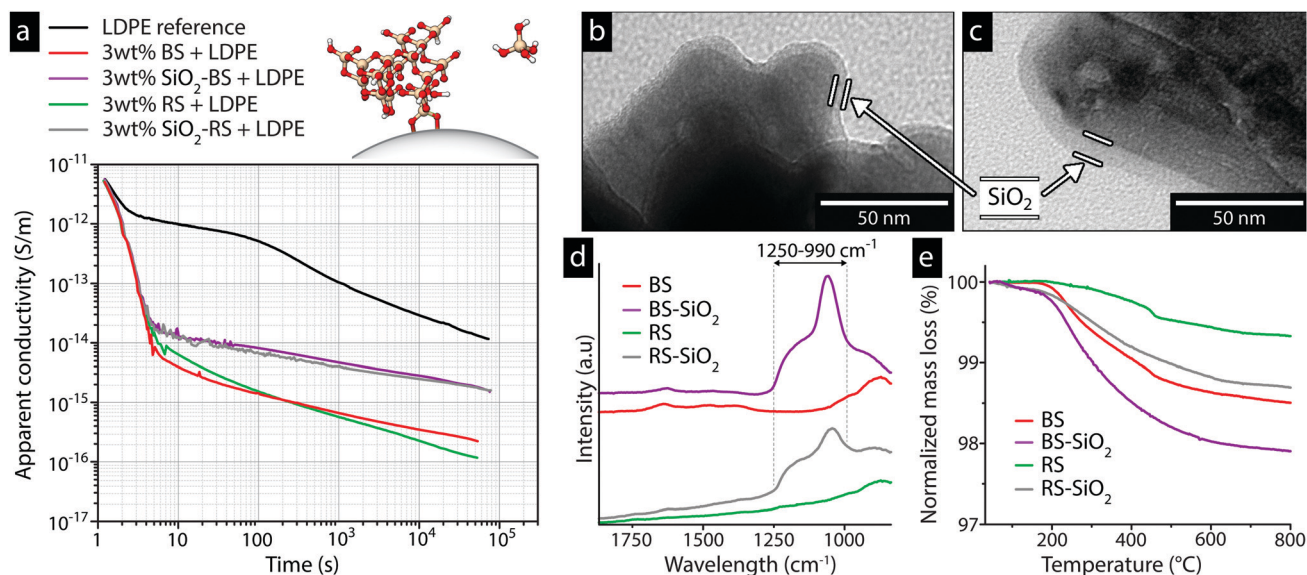 a
LDPE reference
3wt% BS + LDPE
3wt% SiO₂-BS + LDPE
3wt% RS + LDPE
3wt% SiO₂-RS + LDPE
10⁻¹¹
10⁻¹²
10⁻¹³
10⁻¹⁴
10⁻¹⁵
10⁻¹⁶
10⁻¹⁷
Apparent conductivity (S/m)
1
10
100
10³
10⁴
10⁵
Time (s)
b
50 nm
SiO₂
c
50 nm
d
1250-990 cm⁻¹
BS
BS-SiO₂
RS
RS-SiO₂
Intensity (a.u)
1750
1500
1250
1000
Wavelength (cm⁻¹)
e
100
99
98
97
Normalized mass loss (%)
BS
BS-SiO₂
RS
RS-SiO₂
0
200
400
600
800
Temperature (°C)